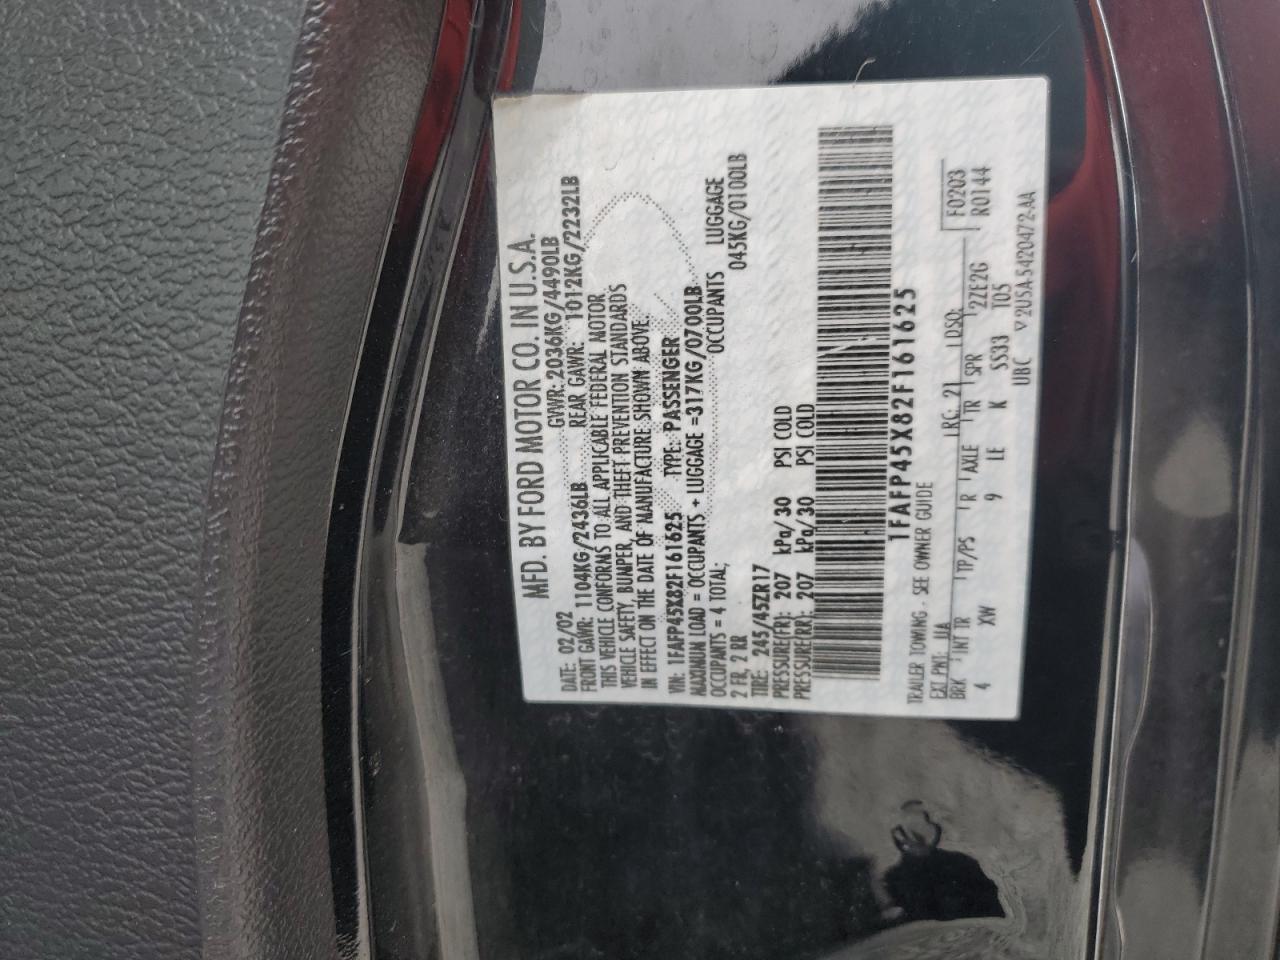 MFD. BY FORD MOTOR CO. IN U.S.A.
DATE: 02/02 GVWR: 2036KG/4490LB
FRONT GAWR: 1104KG/2436LB REAR GAWR: 1012KG/2232LB
THIS VEHICLE CONFORMS TO ALL APPLICABLE FEDERAL MOTOR
VEHICLE SAFETY, BUMPER, AND THEFT PREVENTION STANDARDS
IN EFFECT ON THE DATE OF MANUFACTURE SHOWN ABOVE.
VIN: 1FAFP45X82F161625 TYPE: PASSENGER
MAXIMUM LOAD = OCCUPANTS + LUGGAGE =317KG/0700LB
OCCUPANTS = 4 TOTAL; OCCUPANTS LUGGAGE
2 FR, 2 RR 045KG/0100LB
TIRE: 245/45ZR17
PRESSURE(FR): 207 kPa/30 PSI COLD
PRESSURE(RR): 207 kPa/30 PSI COLD
1FAFP45X82F161625
TRAILER TOWING - SEE OWNER GUIDE
EXT PNT: UA RC: 21 DSO: F0203
BRK INT TR TP/PS R AXLE TR SPR 22E2G R0144
4 XW 9 LE K SS33 T05
UBC V2USA-5420472-AA